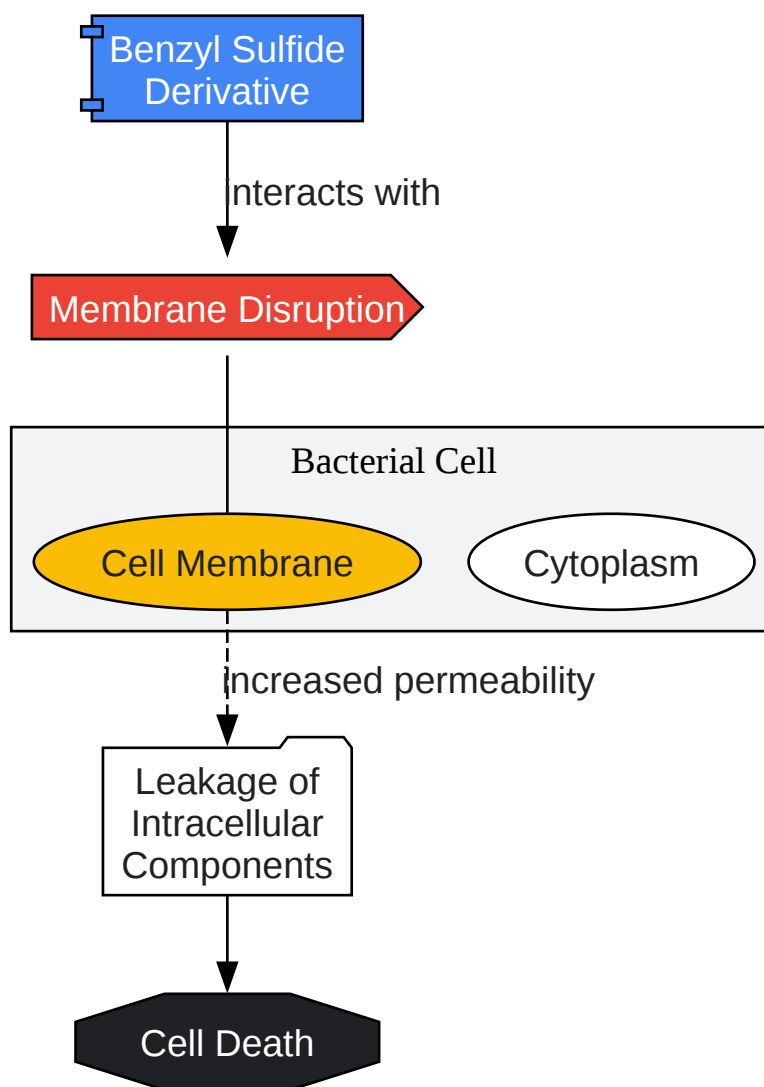 Benzyl Sulfide
Derivative
interacts with
Membrane Disruption
Bacterial Cell
Cell Membrane
Cytoplasm
increased permeability
Leakage of
Intracellular
Components
Cell Death